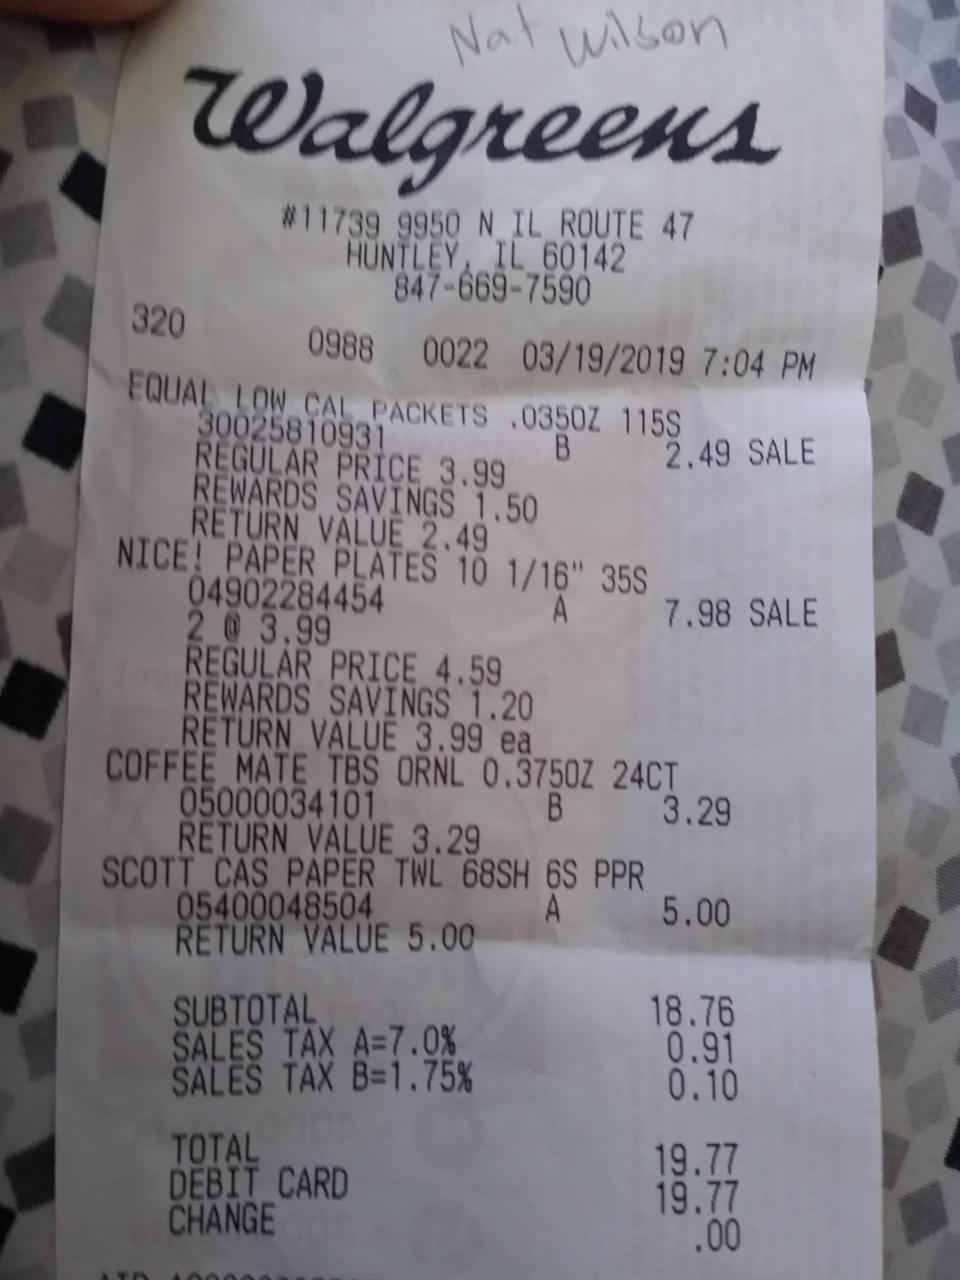 Nat Wilson
Walgreens
#11739 9950 N IL ROUTE 47
HUNTLEY, IL 60142
847-669-7590
320 0988 0022 03/19/2019 7:04 PM
EQUAL LOW CAL PACKETS .035OZ 115S
30025810931 B 2.49 SALE
REGULAR PRICE 3.99
REWARDS SAVINGS 1.50
RETURN VALUE 2.49
NICE! PAPER PLATES 10 1/16" 35S
04902284454 A 7.98 SALE
2 @ 3.99
REGULAR PRICE 4.59
REWARDS SAVINGS 1.20
RETURN VALUE 3.99 ea
COFFEE MATE TBS ORNL 0.375OZ 24CT
05000034101 B 3.29
RETURN VALUE 3.29
SCOTT CAS PAPER TWL 68SH 6S PPR
05400048504 A 5.00
RETURN VALUE 5.00
SUBTOTAL 18.76
SALES TAX A=7.0% 0.91
SALES TAX B=1.75% 0.10
TOTAL 19.77
DEBIT CARD 19.77
CHANGE .00